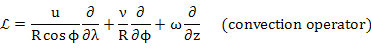 ℒ = u/(R cos ϕ) ∂/∂λ + ν/R ∂/∂ϕ + ω ∂/∂z (convection operator)